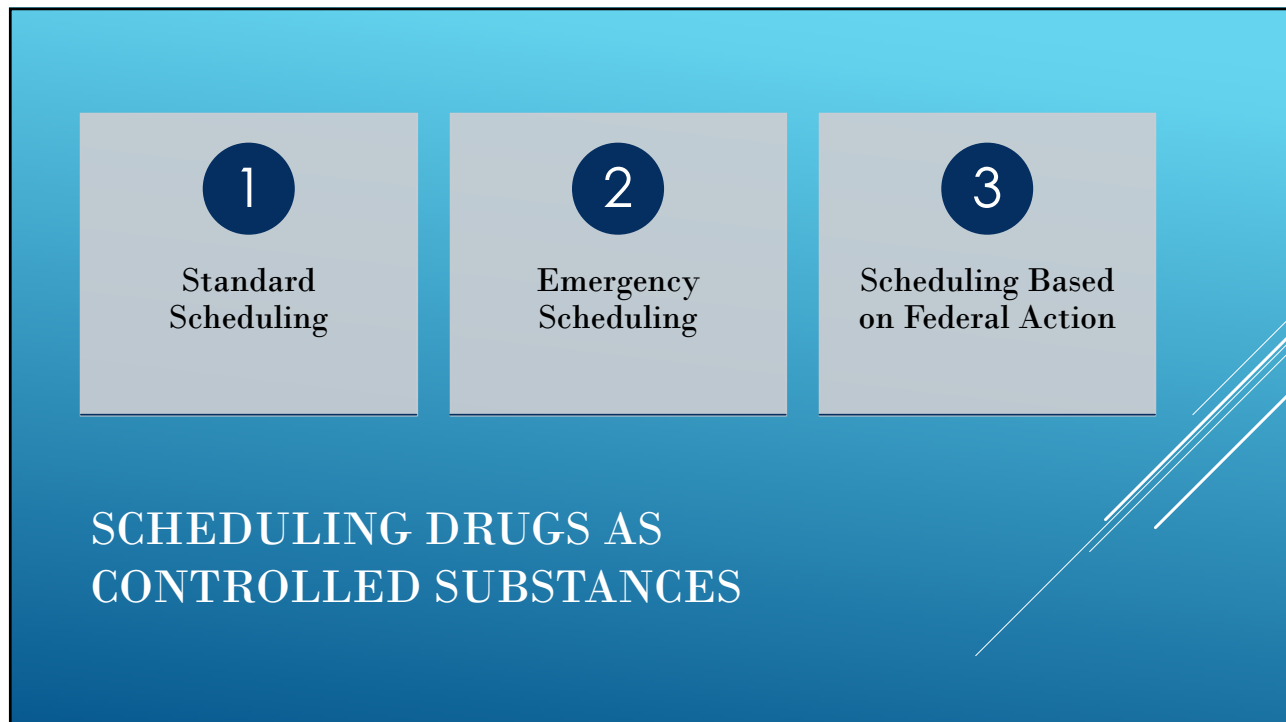 1
Standard
Scheduling
2
Emergency
Scheduling
3
Scheduling Based
on Federal Action
SCHEDULING DRUGS AS
CONTROLLED SUBSTANCES